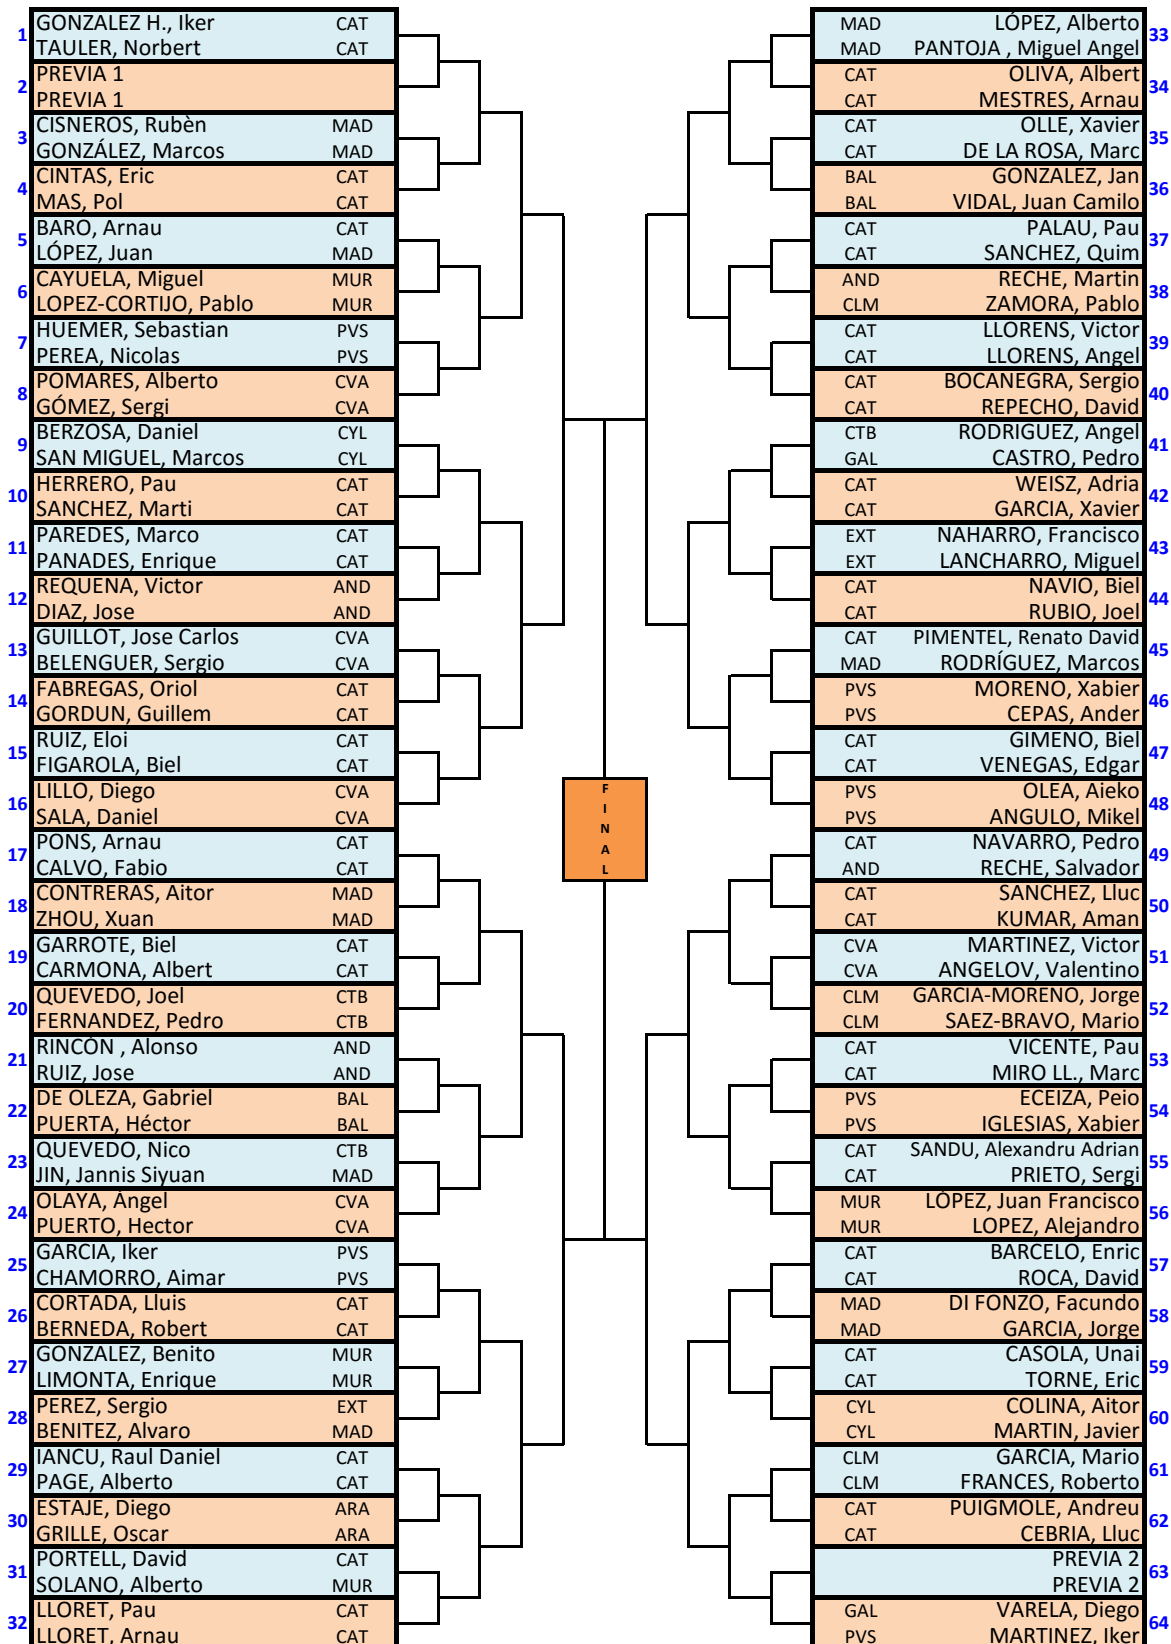 1
GONZALEZ H., Iker CAT
TAULER, Norbert CAT
2
PREVIA 1
PREVIA 1
3
CISNEROS, Rubèn MAD
GONZÁLEZ, Marcos MAD
4
CINTAS, Eric CAT
MAS, Pol CAT
5
BARO, Arnau CAT
LÓPEZ, Juan MAD
6
CAYUELA, Miguel MUR
LOPEZ-CORTIJO, Pablo MUR
7
HUEMER, Sebastian PVS
PEREA, Nicolas PVS
8
POMARES, Alberto CVA
GÓMEZ, Sergi CVA
9
BERZOSA, Daniel CYL
SAN MIGUEL, Marcos CYL
10
HERRERO, Pau CAT
SANCHEZ, Marti CAT
11
PAREDES, Marco CAT
PANADES, Enrique CAT
12
REQUENA, Victor AND
DIAZ, Jose AND
13
GUILLOT, Jose Carlos CVA
BELENGUER, Sergio CVA
14
FABREGAS, Oriol CAT
GORDUN, Guillem CAT
15
RUIZ, Eloi CAT
FIGAROLA, Biel CAT
16
LILLO, Diego CVA
SALA, Daniel CVA
17
PONS, Arnau CAT
CALVO, Fabio CAT
18
CONTRERAS, Aitor MAD
ZHOU, Xuan MAD
19
GARROTE, Biel CAT
CARMONA, Albert CAT
20
QUEVEDO, Joel CTB
FERNANDEZ, Pedro CTB
21
RINCÓN , Alonso AND
RUIZ, Jose AND
22
DE OLEZA, Gabriel BAL
PUERTA, Héctor BAL
23
QUEVEDO, Nico CTB
JIN, Jannis Siyuan MAD
24
OLAYA, Ángel CVA
PUERTO, Hector CVA
25
GARCIA, Iker PVS
CHAMORRO, Aimar PVS
26
CORTADA, Lluis CAT
BERNEDA, Robert CAT
27
GONZALEZ, Benito MUR
LIMONTA, Enrique MUR
28
PEREZ, Sergio EXT
BENITEZ, Alvaro MAD
29
IANCU, Raul Daniel CAT
PAGE, Alberto CAT
30
ESTAJE, Diego ARA
GRILLE, Oscar ARA
31
PORTELL, David CAT
SOLANO, Alberto MUR
32
LLORET, Pau CAT
LLORET, Arnau CAT
F
I
N
A
L
MAD LÓPEZ, Alberto
MAD PANTOJA , Miguel Angel
33
CAT OLIVA, Albert
CAT MESTRES, Arnau
34
CAT OLLE, Xavier
CAT DE LA ROSA, Marc
35
BAL GONZALEZ, Jan
BAL VIDAL, Juan Camilo
36
CAT PALAU, Pau
CAT SANCHEZ, Quim
37
AND RECHE, Martin
CLM ZAMORA, Pablo
38
CAT LLORENS, Victor
CAT LLORENS, Angel
39
CAT BOCANEGRA, Sergio
CAT REPECHO, David
40
CTB RODRIGUEZ, Angel
GAL CASTRO, Pedro
41
CAT WEISZ, Adria
CAT GARCIA, Xavier
42
EXT NAHARRO, Francisco
EXT LANCHARRO, Miguel
43
CAT NAVIO, Biel
CAT RUBIO, Joel
44
CAT PIMENTEL, Renato David
MAD RODRÍGUEZ, Marcos
45
PVS MORENO, Xabier
PVS CEPAS, Ander
46
CAT GIMENO, Biel
CAT VENEGAS, Edgar
47
PVS OLEA, Aieko
PVS ANGULO, Mikel
48
CAT NAVARRO, Pedro
AND RECHE, Salvador
49
CAT SANCHEZ, Lluc
CAT KUMAR, Aman
50
CVA MARTINEZ, Victor
CVA ANGELOV, Valentino
51
CLM GARCIA-MORENO, Jorge
CLM SAEZ-BRAVO, Mario
52
CAT VICENTE, Pau
CAT MIRO LL., Marc
53
PVS ECEIZA, Peio
PVS IGLESIAS, Xabier
54
CAT SANDU, Alexandru Adrian
CAT PRIETO, Sergi
55
MUR LÓPEZ, Juan Francisco
MUR LOPEZ, Alejandro
56
CAT BARCELO, Enric
CAT ROCA, David
57
MAD DI FONZO, Facundo
MAD GARCIA, Jorge
58
CAT CASOLA, Unai
CAT TORNE, Eric
59
CYL COLINA, Aitor
CYL MARTIN, Javier
60
CLM GARCIA, Mario
CLM FRANCES, Roberto
61
CAT PUIGMOLE, Andreu
CAT CEBRIA, Lluc
62
PREVIA 2
PREVIA 2
63
GAL VARELA, Diego
PVS MARTINEZ, Iker
64